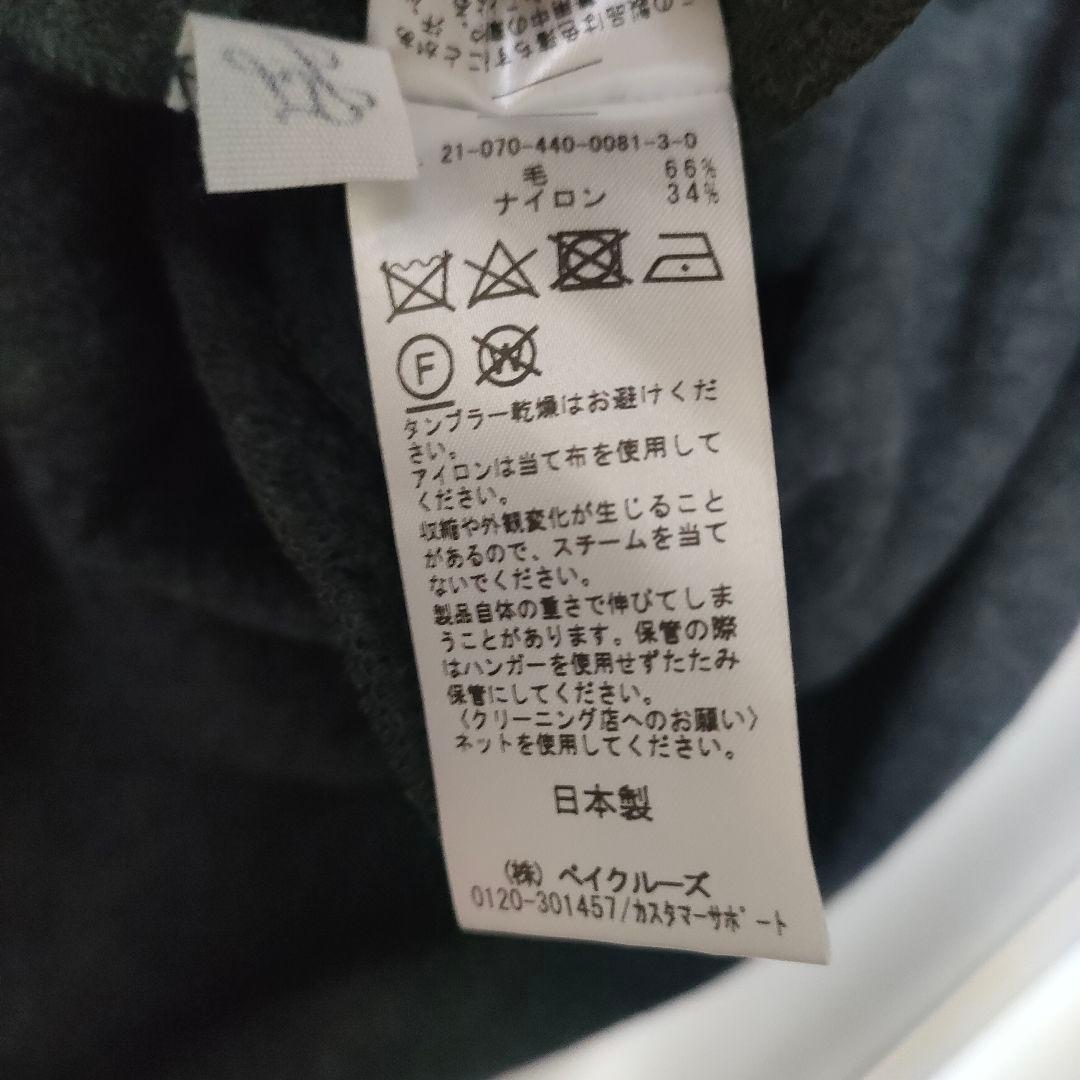 21-070-440-0081-3-0
毛 66%
ナイロン 34%
F
W
タンブラー乾燥はお避けくだ
さい。
アイロンは当て布を使用して
ください。
収縮や外観変化が生じること
があるので、スチームを当て
ないでください。
製品自体の重さで伸びてしま
うことがあります。保管の際
はハンガーを使用せずたたみ
保管にしてください。
〈クリーニング店へのお願い〉
ネットを使用してください。
日本製
(株) ベイクルーズ
0120-301457/カスタマーサポート